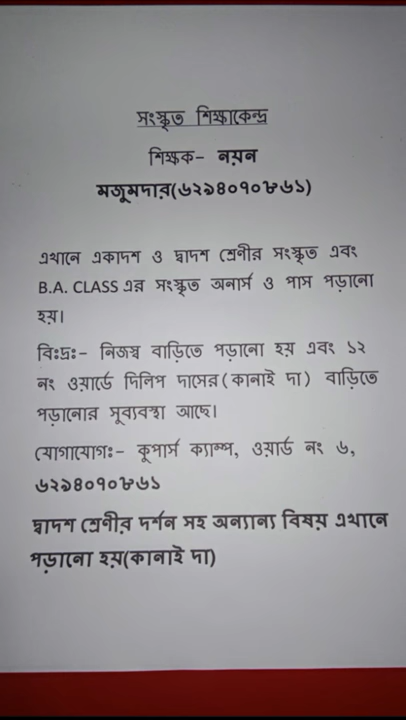 সংস্কৃত শিক্ষাকেন্দ্র
শিক্ষক- নয়ন
মজুমদার(৬২৯৪০৭০৮৬১)
এখানে একাদশ ও দ্বাদশ শ্রেণীর সংস্কৃত এবং
B.A. CLASS এর সংস্কৃত অনার্স ও পাস পড়ানো
হয়।
বিঃদ্রঃ- নিজস্ব বাড়িতে পড়ানো হয় এবং ১২
নং ওয়ার্ডে দিলিপ দাসের(কানাই দা) বাড়িতে
পড়ানোর সুব্যবস্থা আছে।
যোগাযোগঃ- কুপার্স ক্যাম্প, ওয়ার্ড নং ৬,
৬২৯৪০৭০৮৬১
দ্বাদশ শ্রেণীর দর্শন সহ অন্যান্য বিষয় এখানে
পড়ানো হয়(কানাই দা)